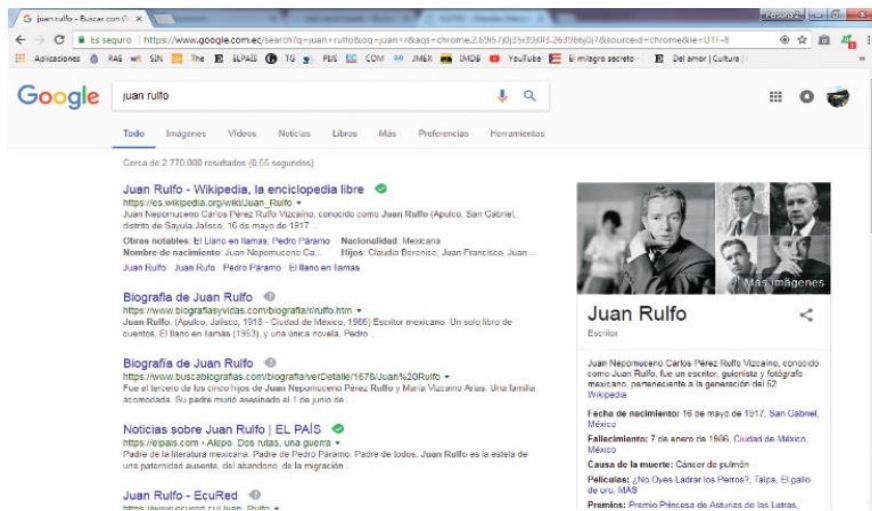 juan rulfo - Buscar con G
Es seguro https://www.google.com.ec/search?q=juan+rulfo&oq=juan+r&aqs=chrome.2.69i57j0j35i39j0l3.263966j0j7&sourceid=chrome&ie=UTF-8
Aplicaciones RAE wr SIN The ELPAÍS TG PEIS COM JMEX IMDB YouTube El milagro secreto - Del amor | Cultura |
Google juan rulfo
Todo Imágenes Vídeos Noticias Libros Más Preferencias Herramientas
Cerca de 2 770 000 resultados (0,55 segundos)
Juan Rulfo - Wikipedia, la enciclopedia libre
https://es.wikipedia.org/wiki/Juan_Rulfo
Juan Nepomuceno Carlos Pérez Rulfo Vizcaíno, conocido como Juan Rulfo (Apulco, San Gabriel,
distrito de Sayula,Jalisco, 16 de mayo de 1917 ...
Obras notables: El Llano en llamas; Pedro Páramo Nacionalidad: Mexicana
Nombre de nacimiento: Juan Nepomuceno Ca... Hijos: Claudia Berenice, Juan Francisco, Juan ...
Juan Rulfo · Juan Rufo · Pedro Páramo · El llano en llamas
Biografia de Juan Rulfo
https://www.biografiasyvidas.com/biografia/r/rulfo.htm
Juan Rulfo. (Apulco, Jalisco, 1918 - Ciudad de México, 1986) Escritor mexicano. Un solo libro de
cuentos, El llano en llamas (1953), y una única novela, Pedro ...
Biografía de Juan Rulfo
https://www.buscabiografias.com/biografia/verDetalle/1678/Juan%20Rulfo
Fue el tercero de los cinco hijos de Juan Nepomuceno Pérez Rulfo y María Vizcaíno Arias. Una familia
acomodada. Su padre murió asesinado el 1 de junio de ...
Noticias sobre Juan Rulfo | EL PAÍS
https://elpais.com › Alepo. Dos rutas, una guerra
Padre de la literatura mexicana. Padre de Pedro Páramo. Padre de todos. Juan Rulfo es la estela de
una paternidad ausente, del abandono, de la migración ...
Juan Rulfo - EcuRed
https://www.ecured.cu/Juan_Rulfo
Más imágenes
Juan Rulfo
Escritor
Juan Nepomuceno Carlos Pérez Rulfo Vizcaíno, conocido
como Juan Rulfo, fue un escritor, guionista y fotógrafo
mexicano, perteneciente a la generación del 52.
Wikipedia
Fecha de nacimiento: 16 de mayo de 1917, San Gabriel,
México
Fallecimiento: 7 de enero de 1986, Ciudad de México,
México
Causa de la muerte: Cáncer de pulmón
Películas: ¿No Oyes Ladrar los Perros?, Talpa, El gallo
de oro, MÁS
Premios: Premio Princesa de Asturias de las Letras,